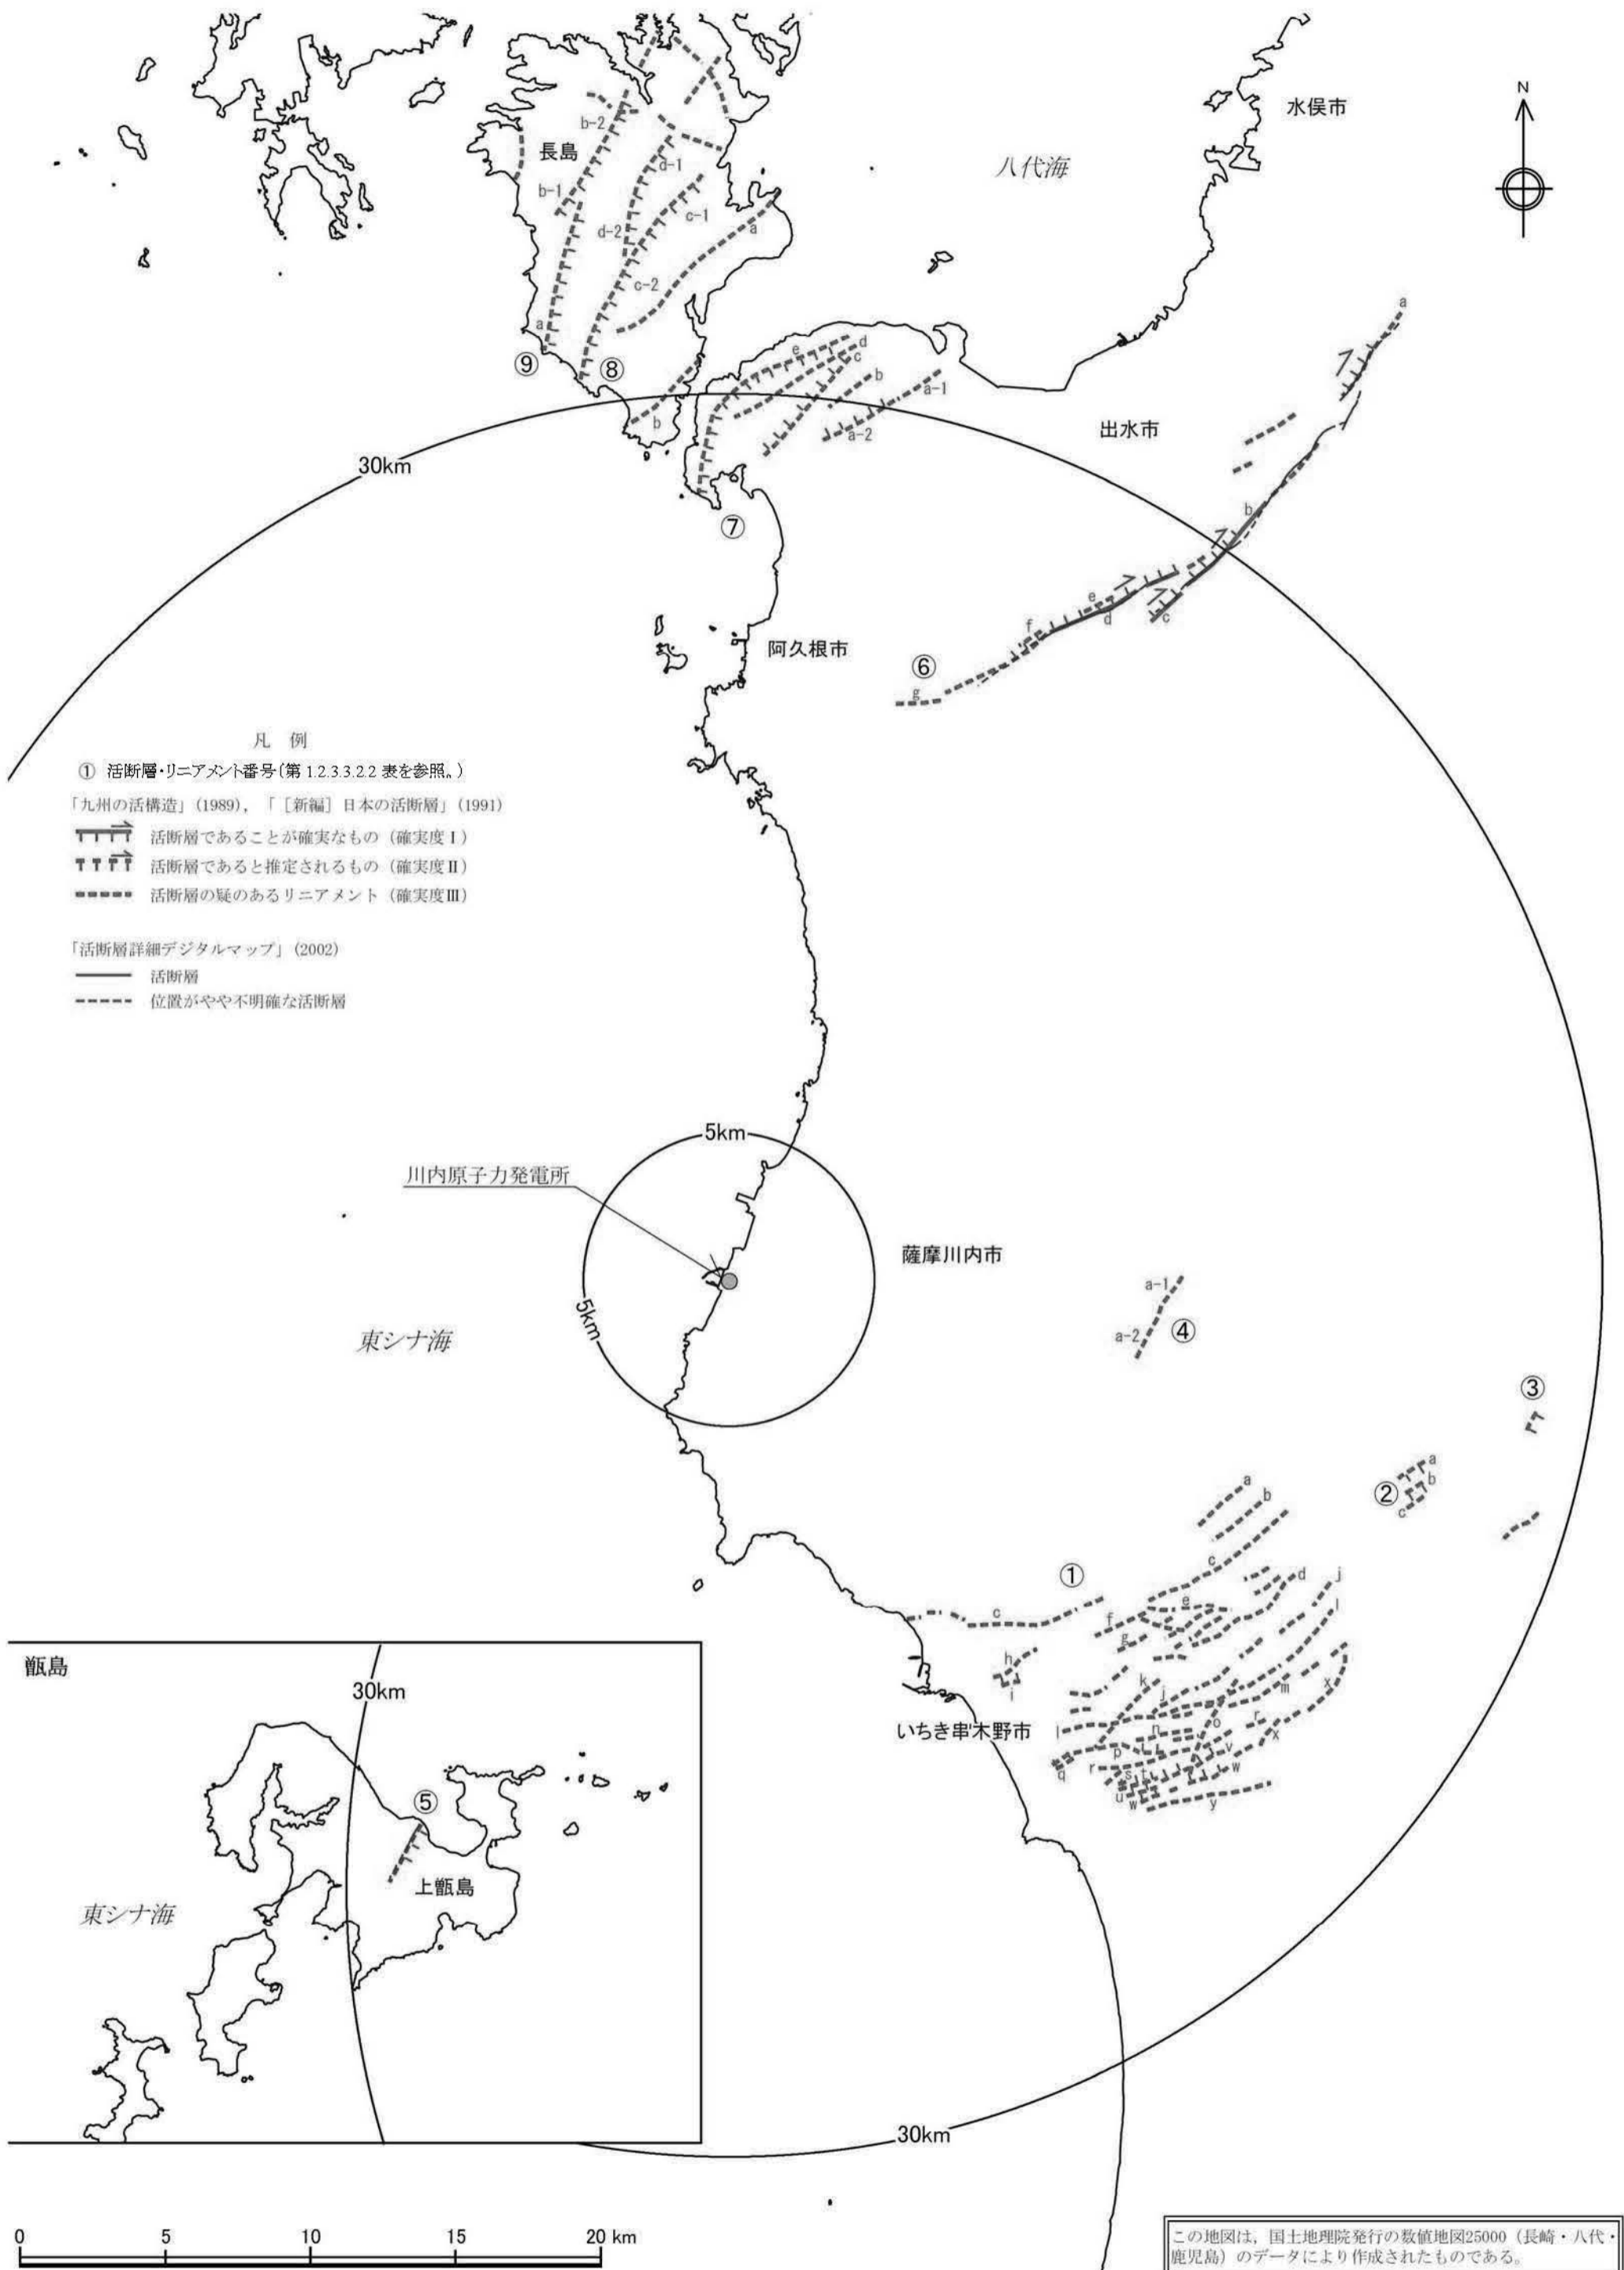 N
水俣市
八代海
長島
b-2
b-1
d-1
c-1
d-2
a
c-2
a
⑨
⑧
b
e
d
c
b
a-1
a-2
⑦
出水市
a
b
c
d
e
f
g
⑥
30km
阿久根市
凡 例
① 活断層・リニアメント番号(第1.2.3.3.2.2表を参照。)
「九州の活構造」(1989), 「[新編]日本の活断層」(1991)
活断層であることが確実なもの(確実度Ⅰ)
活断層であると推定されるもの(確実度Ⅱ)
活断層の疑のあるリニアメント(確実度Ⅲ)
「活断層詳細デジタルマップ」(2002)
活断層
位置がやや不明確な活断層
5km
川内原子力発電所
薩摩川内市
5km
東シナ海
a-1
a-2
④
③
②
a
b
c
①
a
b
c
c
d
e
f
g
h
i
j
l
k
j
m
x
l
n
o
r
p
v
x
q
r
s
t
w
u
w
y
いちき串木野市
甑島
30km
⑤
上甑島
東シナ海
30km
0 5 10 15 20 km
この地図は，国土地理院発行の数値地図25000（長崎・八代・
鹿児島）のデータにより作成されたものである。